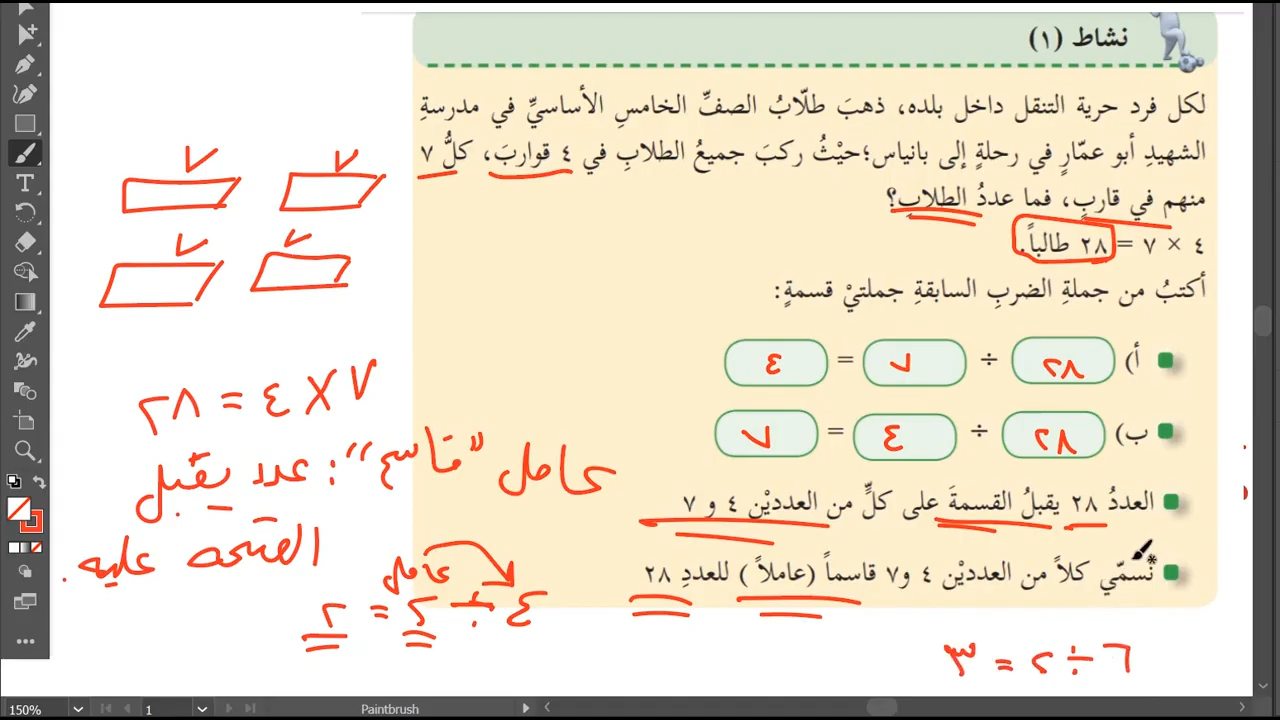 نشاط (١)
لكل فرد حرية التنقل داخل بلده، ذهبَ طلّابُ الصفِّ الخامسِ الأساسيِّ في مدرسةِ
الشهيدِ أبو عمّارٍ في رحلةٍ إلى بانياس؛حيْثُ ركبَ جميعُ الطلابِ في ٤ قواربَ، كلُّ ٧
منهم في قاربٍ، فما عددُ الطلاب؟
٤ × ٧ = ٢٨ طالباً.
أكتبُ من جملةِ الضربِ السابقةِ جملتيْ قسمةٍ:
أ) ٢٨ ÷ ٧ = ٤
ب) ٢٨ ÷ ٤ = ٧
العددُ ٢٨ يقبلُ القسمةَ على كلٍّ من العدديْن ٤ و ٧
نُسمّي كلاً من العدديْن ٤ و٧ قاسماً (عاملاً ) للعددِ ٢٨
٧ ٧
٧ ٧
٧ × ٤ = ٢٨
عامل "قاسم": عدد يقبل
القسمة عليه.
عامل
٤ ÷ ٢ = ٢
٦ ÷ ٢ = ٣
150%
1
Paintbrush